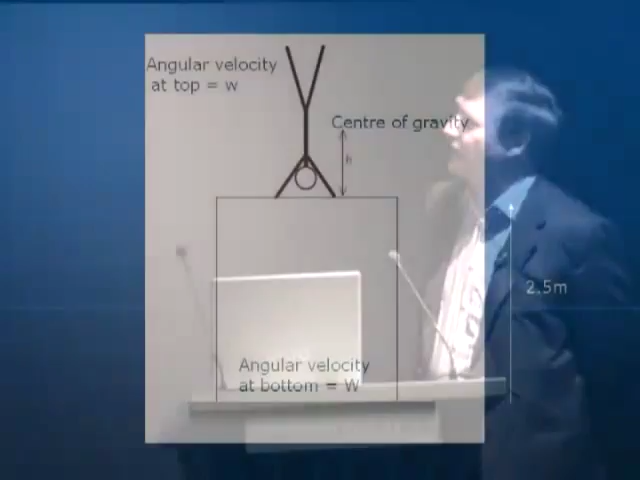 Angular velocity
at top = w
Centre of gravity
h
2.5m
Angular velocity
at bottom = W